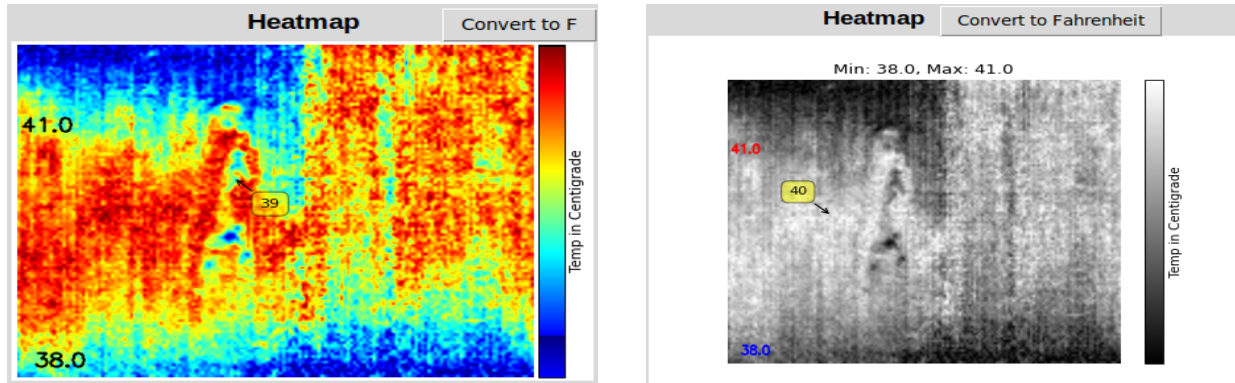 Heatmap
Convert to F
41.0
39
38.0
Temp in Centigrade
Heatmap
Convert to Fahrenheit
Min: 38.0, Max: 41.0
41.0
40
38.0
Temp in Centigrade